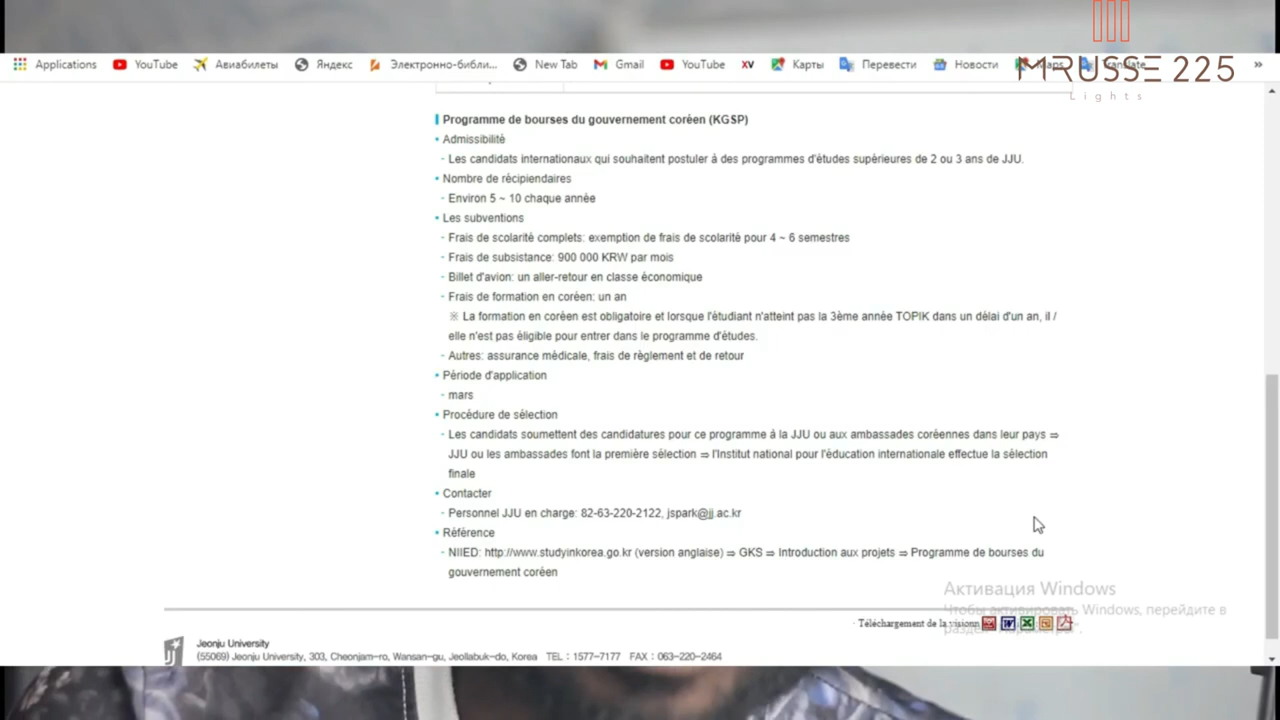 MRUSSE 225
Lights
Applications YouTube Авиабилеты Яндекс Электронно-библи... New Tab Gmail YouTube XV Карты Перевести Новости Maps Translate »
Programme de bourses du gouvernement coréen (KGSP)
• Admissibilité
- Les candidats internationaux qui souhaitent postuler à des programmes d'études supérieures de 2 ou 3 ans de JJU.
• Nombre de récipiendaires
- Environ 5 ~ 10 chaque année
• Les subventions
- Frais de scolarité complets: exemption de frais de scolarité pour 4 ~ 6 semestres
- Frais de subsistance: 900 000 KRW par mois
- Billet d'avion: un aller-retour en classe économique
- Frais de formation en coréen: un an
※ La formation en coréen est obligatoire et lorsque l'étudiant n'atteint pas la 3ème année TOPIK dans un délai d'un an, il /
elle n'est pas éligible pour entrer dans le programme d'études.
- Autres: assurance médicale, frais de règlement et de retour
• Période d'application
- mars
• Procédure de sélection
- Les candidats soumettent des candidatures pour ce programme à la JJU ou aux ambassades coréennes dans leur pays ⇒
JJU ou les ambassades font la première sélection ⇒ l'Institut national pour l'éducation internationale effectue la sélection
finale
• Contacter
- Personnel JJU en charge: 82-63-220-2122, jspark@jj.ac.kr
• Référence
- NIIED: http://www.studyinkorea.go.kr (version anglaise) ⇒ GKS ⇒ Introduction aux projets ⇒ Programme de bourses du
gouvernement coréen
Активация Windows
Чтобы активировать Windows, перейдите в
раздел "Параметры".
· Téléchargement de la visionn
Jeonju University
(55069) Jeonju University, 303, Cheonjam-ro, Wansan-gu, Jeollabuk-do, Korea TEL : 1577-7177 FAX : 063-220-2464